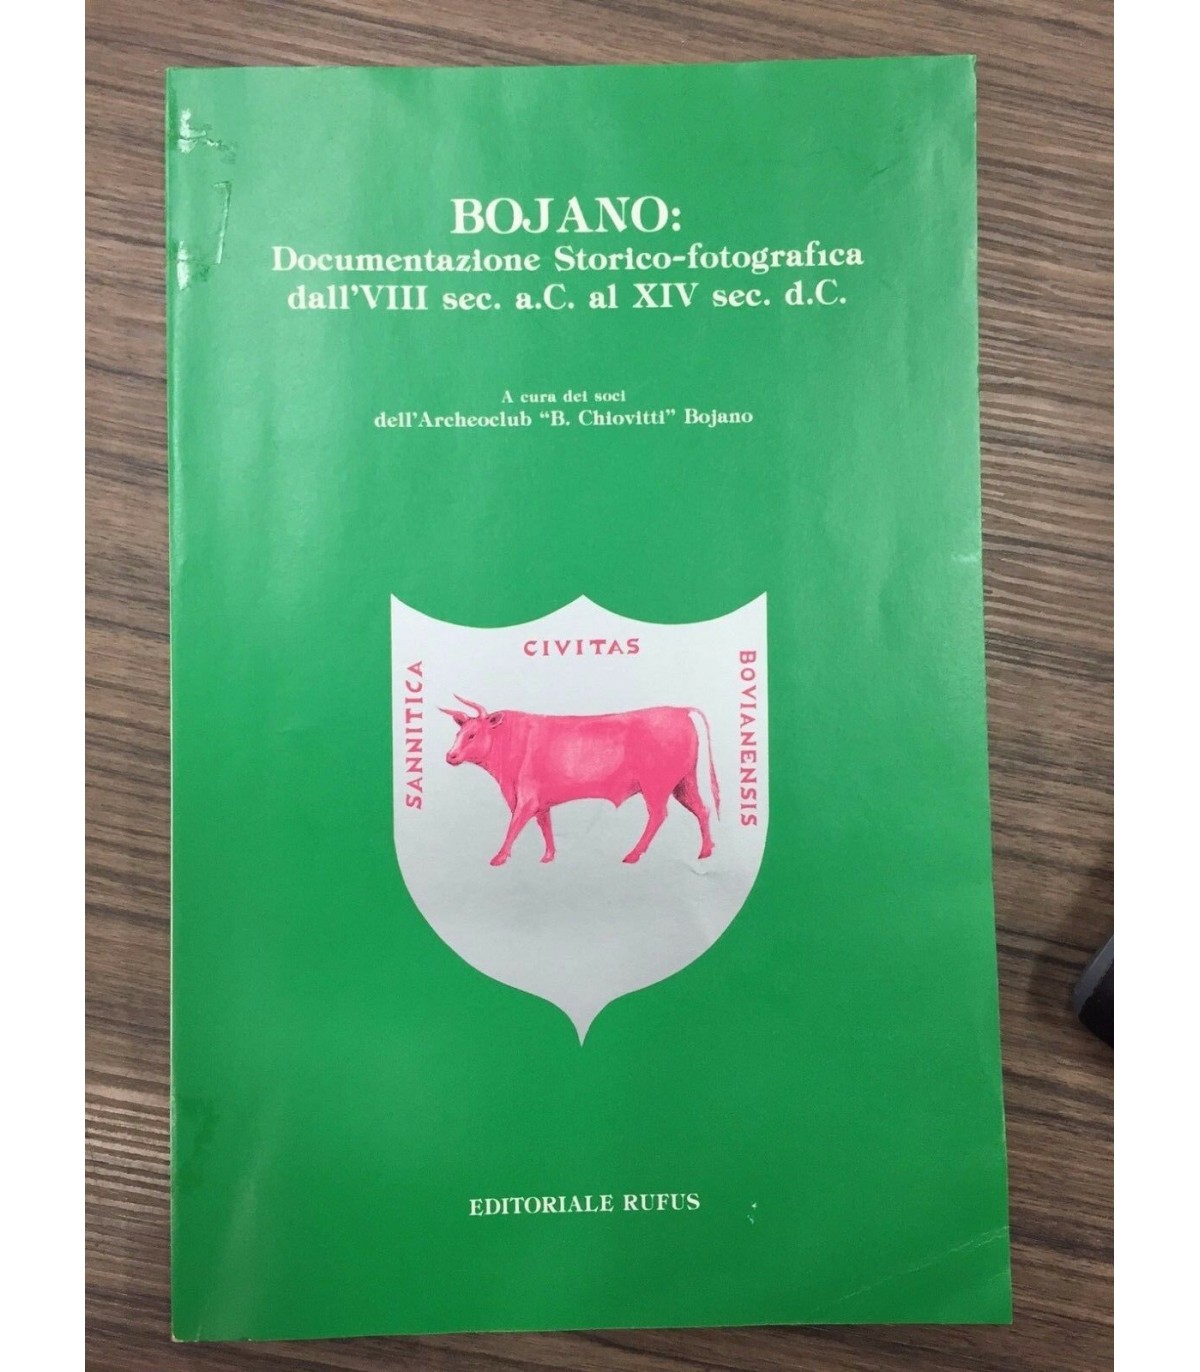 BOJANO:
Documentazione Storico-fotografica
dall'VIII sec. a.C. al XIV sec. d.C.
A cura dei soci
dell'Archeoclub “B. Chiovitti” Bojano
SANNITICA
CIVITAS
BOVIANENSIS
EDITORIALE RUFUS